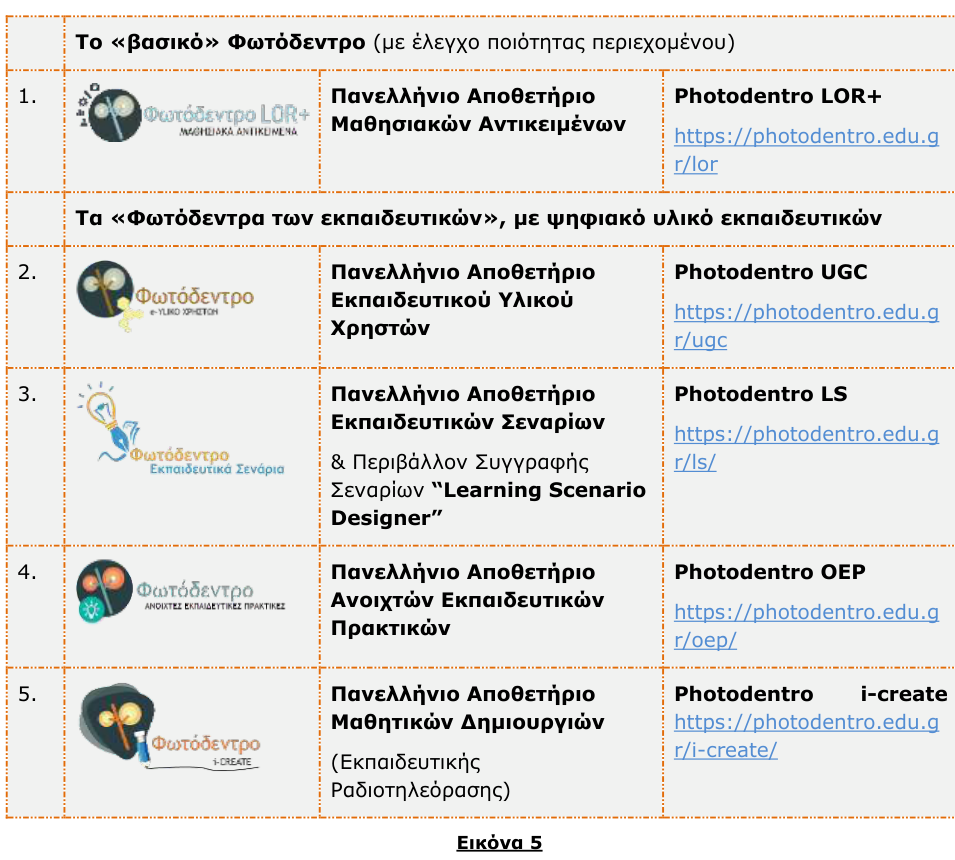 Το «βασικό» Φωτόδεντρο (με έλεγχο ποιότητας περιεχομένου)
1.
Φωτόδεντρο LOR+
ΜΑΘΗΣΙΑΚΑ ΑΝΤΙΚΕΙΜΕΝΑ
Πανελλήνιο Αποθετήριο
Μαθησιακών Αντικειμένων
Photodentro LOR+
https://photodentro.edu.g
r/lor
Τα «Φωτόδεντρα των εκπαιδευτικών», με ψηφιακό υλικό εκπαιδευτικών
2.
Φωτόδεντρο
e-ΥΛΙΚΟ ΧΡΗΣΤΩΝ
Πανελλήνιο Αποθετήριο
Εκπαιδευτικού Υλικού
Χρηστών
Photodentro UGC
https://photodentro.edu.g
r/ugc
3.
Φωτόδεντρο
Εκπαιδευτικά Σενάρια
Πανελλήνιο Αποθετήριο
Εκπαιδευτικών Σεναρίων
& Περιβάλλον Συγγραφής
Σεναρίων “Learning Scenario
Designer”
Photodentro LS
https://photodentro.edu.g
r/ls/
4.
Φωτόδεντρο
ΑΝΟΙΧΤΕΣ ΕΚΠΑΙΔΕΥΤΙΚΕΣ ΠΡΑΚΤΙΚΕΣ
Πανελλήνιο Αποθετήριο
Ανοιχτών Εκπαιδευτικών
Πρακτικών
Photodentro OEP
https://photodentro.edu.g
r/oep/
5.
Φωτόδεντρο
i-CREATE
Πανελλήνιο Αποθετήριο
Μαθητικών Δημιουργιών
(Εκπαιδευτικής
Ραδιοτηλεόρασης)
Photodentro i-create
https://photodentro.edu.g
r/i-create/
Εικόνα 5